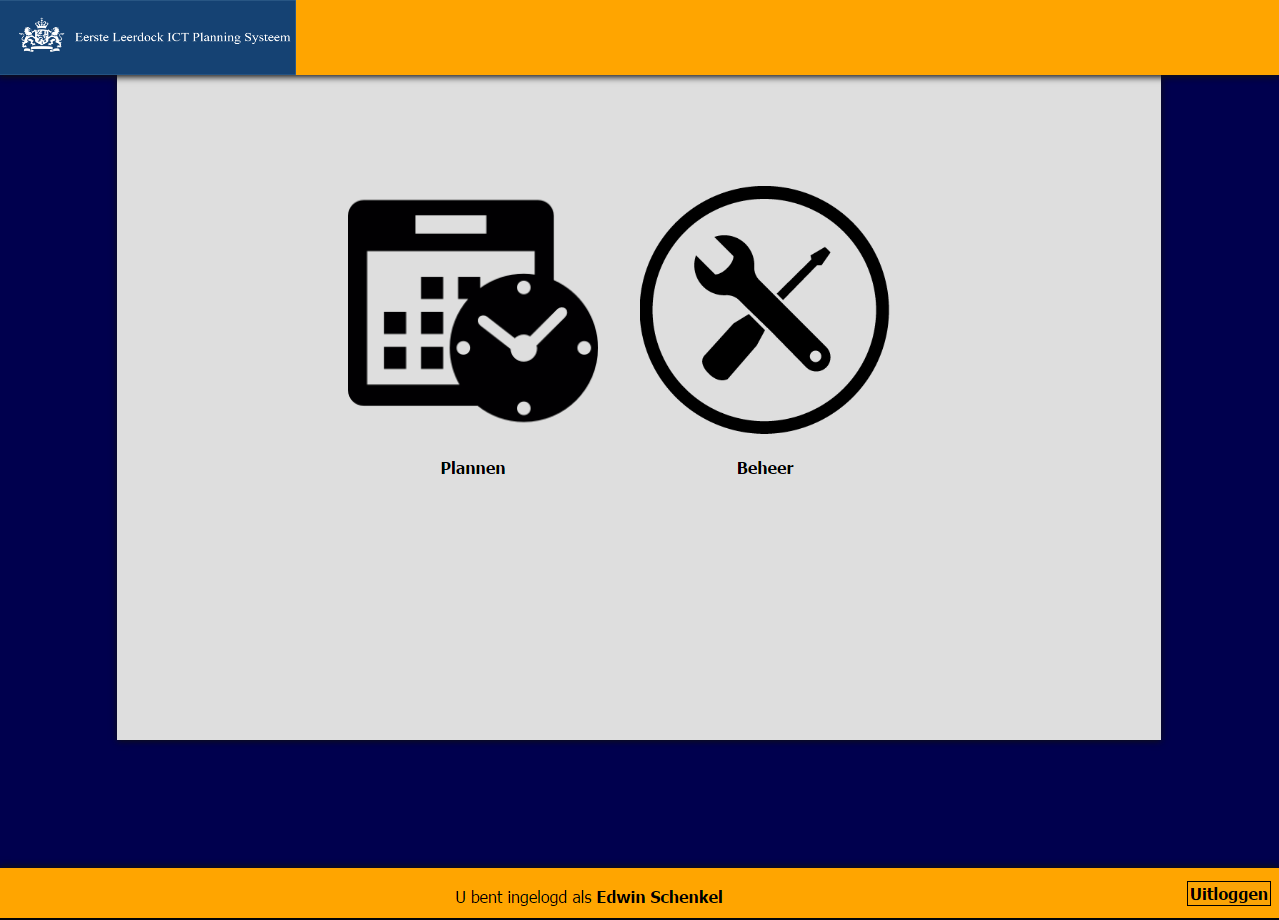 Eerste Leerdock ICT Planning Systeem
Plannen
Beheer
U bent ingelogd als Edwin Schenkel
Uitloggen